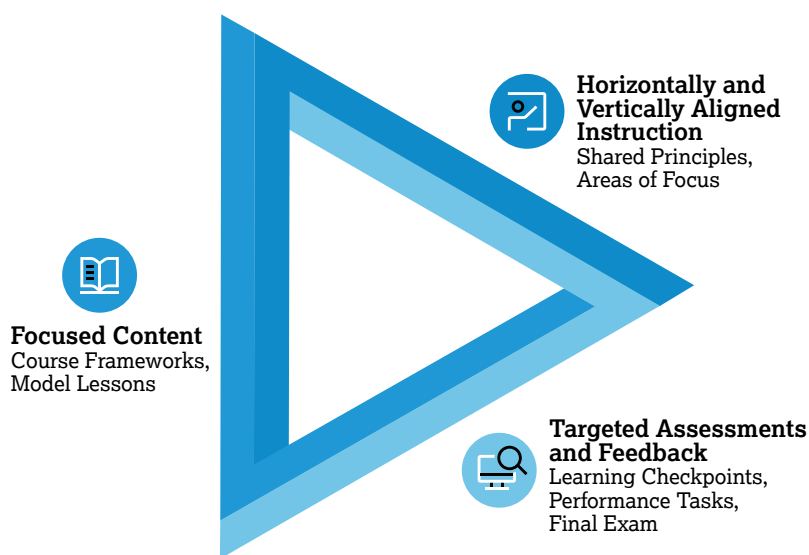 Horizontally and
Vertically Aligned
Instruction
Shared Principles,
Areas of Focus
Focused Content
Course Frameworks,
Model Lessons
Targeted Assessments
and Feedback
Learning Checkpoints,
Performance Tasks,
Final Exam